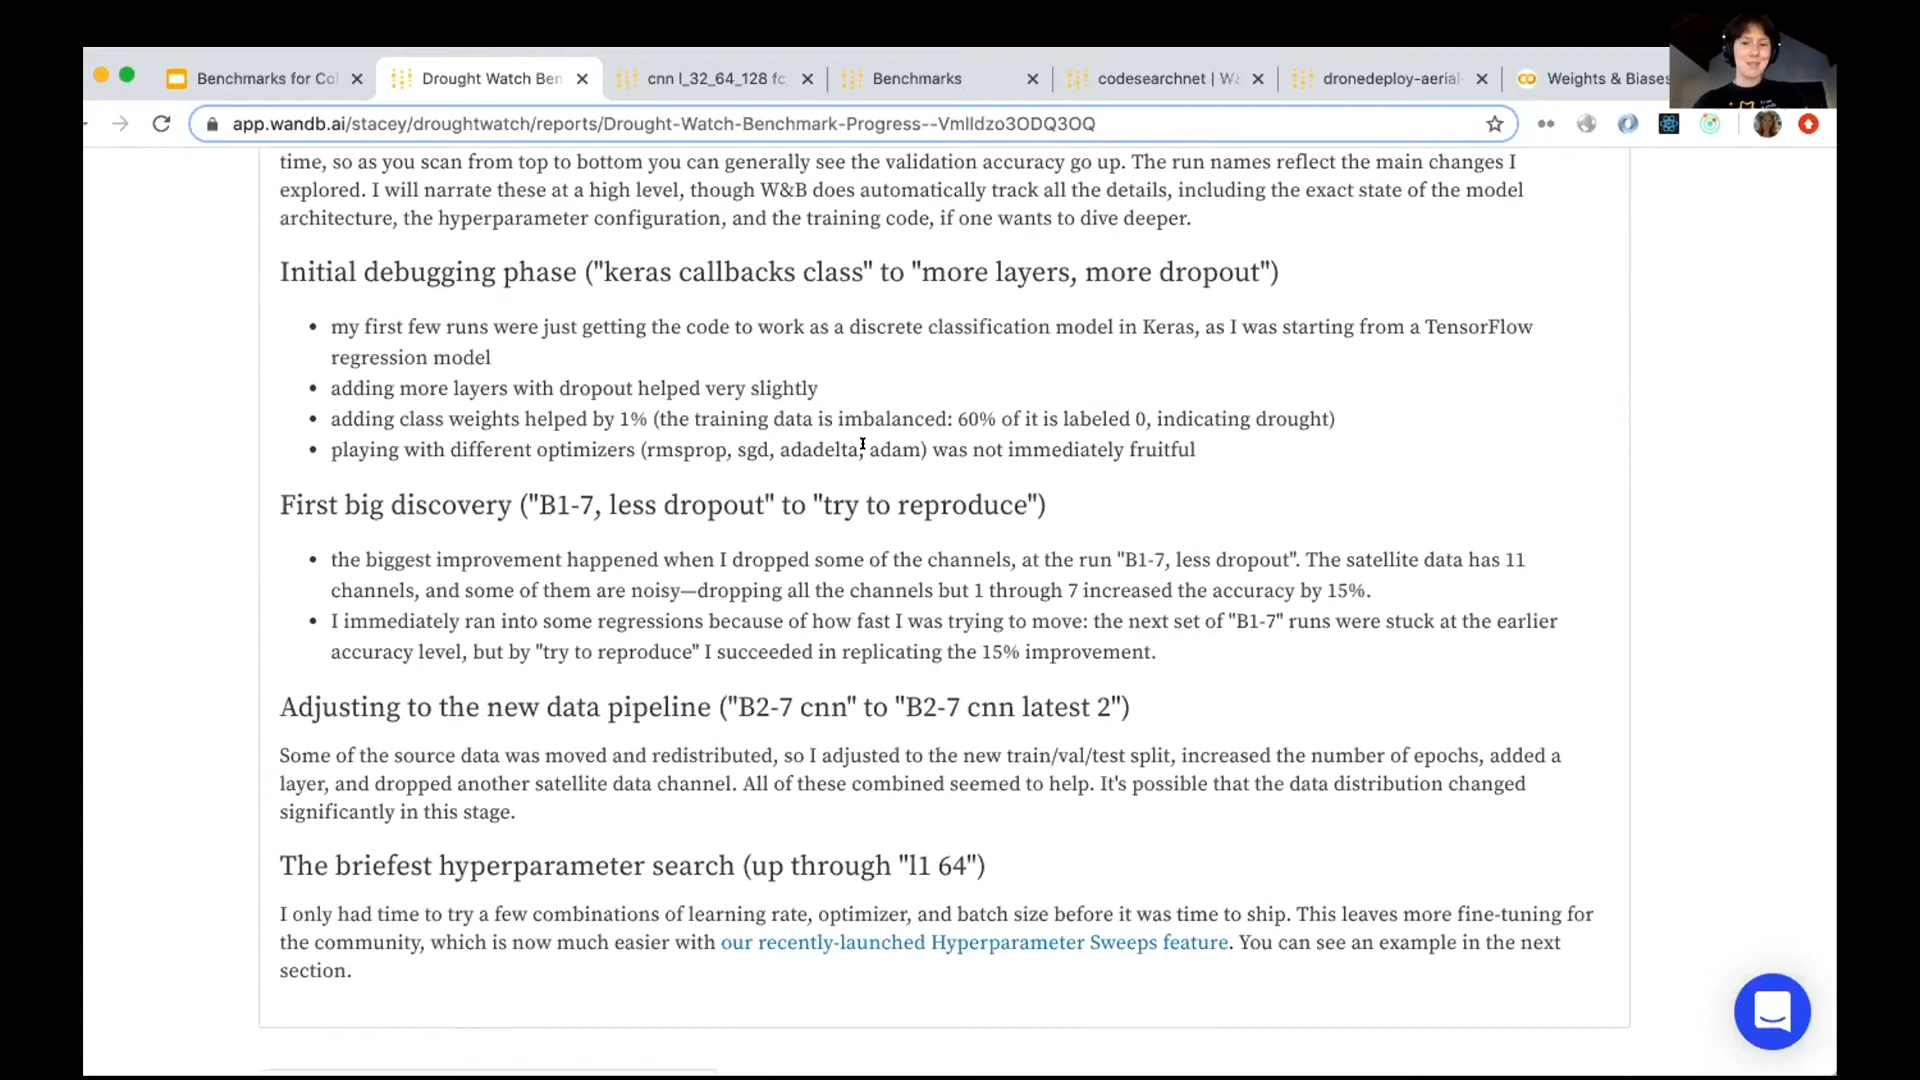 Benchmarks for Col
Drought Watch Ben
cnn l_32_64_128 fc_
Benchmarks
codesearchnet | W&
dronedeploy-aerial-
Weights & Biases
app.wandb.ai/stacey/droughtwatch/reports/Drought-Watch-Benchmark-Progress--Vmlldzo3ODQ3OQ
time, so as you scan from top to bottom you can generally see the validation accuracy go up. The run names reflect the main changes I
explored. I will narrate these at a high level, though W&B does automatically track all the details, including the exact state of the model
architecture, the hyperparameter configuration, and the training code, if one wants to dive deeper.
Initial debugging phase ("keras callbacks class" to "more layers, more dropout")
• my first few runs were just getting the code to work as a discrete classification model in Keras, as I was starting from a TensorFlow
regression model
• adding more layers with dropout helped very slightly
• adding class weights helped by 1% (the training data is imbalanced: 60% of it is labeled 0, indicating drought)
• playing with different optimizers (rmsprop, sgd, adadelta, adam) was not immediately fruitful
First big discovery ("B1-7, less dropout" to "try to reproduce")
• the biggest improvement happened when I dropped some of the channels, at the run "B1-7, less dropout". The satellite data has 11
channels, and some of them are noisy—dropping all the channels but 1 through 7 increased the accuracy by 15%.
• I immediately ran into some regressions because of how fast I was trying to move: the next set of "B1-7" runs were stuck at the earlier
accuracy level, but by "try to reproduce" I succeeded in replicating the 15% improvement.
Adjusting to the new data pipeline ("B2-7 cnn" to "B2-7 cnn latest 2")
Some of the source data was moved and redistributed, so I adjusted to the new train/val/test split, increased the number of epochs, added a
layer, and dropped another satellite data channel. All of these combined seemed to help. It's possible that the data distribution changed
significantly in this stage.
The briefest hyperparameter search (up through "l1 64")
I only had time to try a few combinations of learning rate, optimizer, and batch size before it was time to ship. This leaves more fine-tuning for
the community, which is now much easier with our recently-launched Hyperparameter Sweeps feature. You can see an example in the next
section.